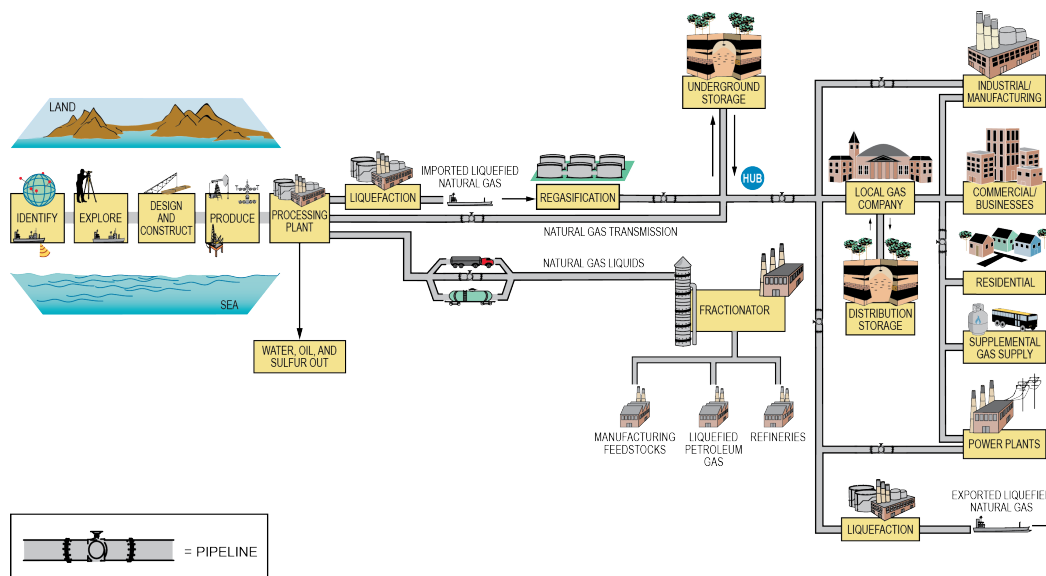 LAND
IDENTIFY
EXPLORE
DESIGN
AND
CONSTRUCT
PRODUCE
PROCESSING
PLANT
LIQUEFACTION
IMPORTED LIQUEFIED
NATURAL GAS
REGASIFICATION
UNDERGROUND
STORAGE
HUB
NATURAL GAS TRANSMISSION
NATURAL GAS LIQUIDS
SEA
WATER, OIL, AND
SULFUR OUT
FRACTIONATOR
MANUFACTURING
FEEDSTOCKS
LIQUEFIED
PETROLEUM
GAS
REFINERIES
LOCAL GAS
COMPANY
DISTRIBUTION
STORAGE
INDUSTRIAL/
MANUFACTURING
COMMERCIAL/
BUSINESSES
RESIDENTIAL
SUPPLEMENTAL
GAS SUPPLY
POWER PLANTS
LIQUEFACTION
EXPORTED LIQUEFIE
NATURAL GAS
= PIPELINE